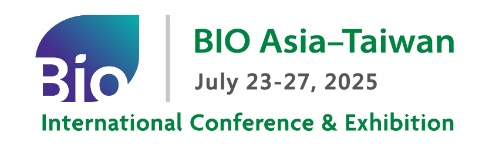 Bio
BIO Asia–Taiwan
July 23-27, 2025
International Conference & Exhibition